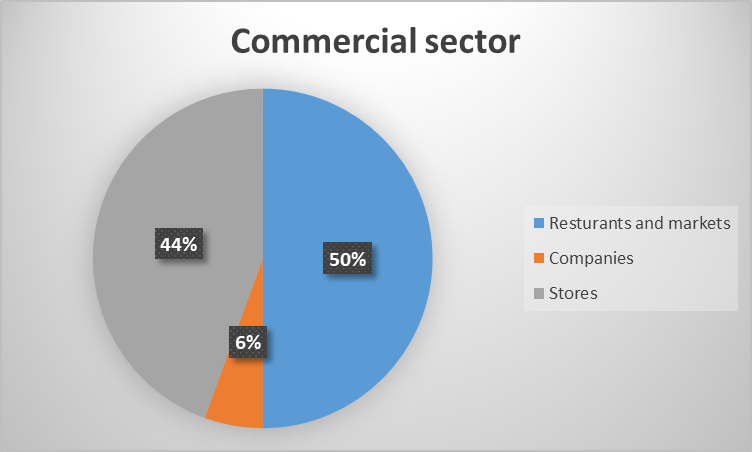 Commercial sector
44%
50%
6%
Resturants and markets
Companies
Stores